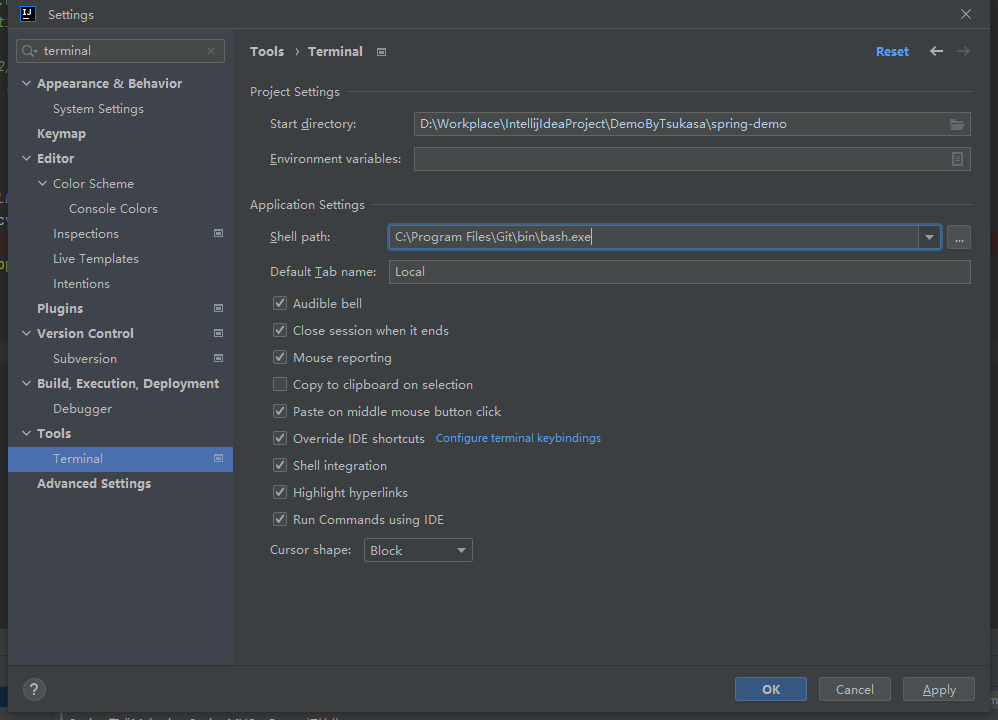 Settings
terminal
Appearance & Behavior
System Settings
Keymap
Editor
Color Scheme
Console Colors
Inspections
Live Templates
Intentions
Plugins
Version Control
Subversion
Build, Execution, Deployment
Debugger
Tools
Terminal
Advanced Settings
Tools › Terminal
Reset
Project Settings
Start directory: D:\Workplace\IntellijIdeaProject\DemoByTsukasa\spring-demo
Environment variables:
Application Settings
Shell path: C:\Program Files\Git\bin\bash.exe ...
Default Tab name: Local
Audible bell
Close session when it ends
Mouse reporting
Copy to clipboard on selection
Paste on middle mouse button click
Override IDE shortcuts Configure terminal keybindings
Shell integration
Highlight hyperlinks
Run Commands using IDE
Cursor shape: Block
? OK Cancel Apply